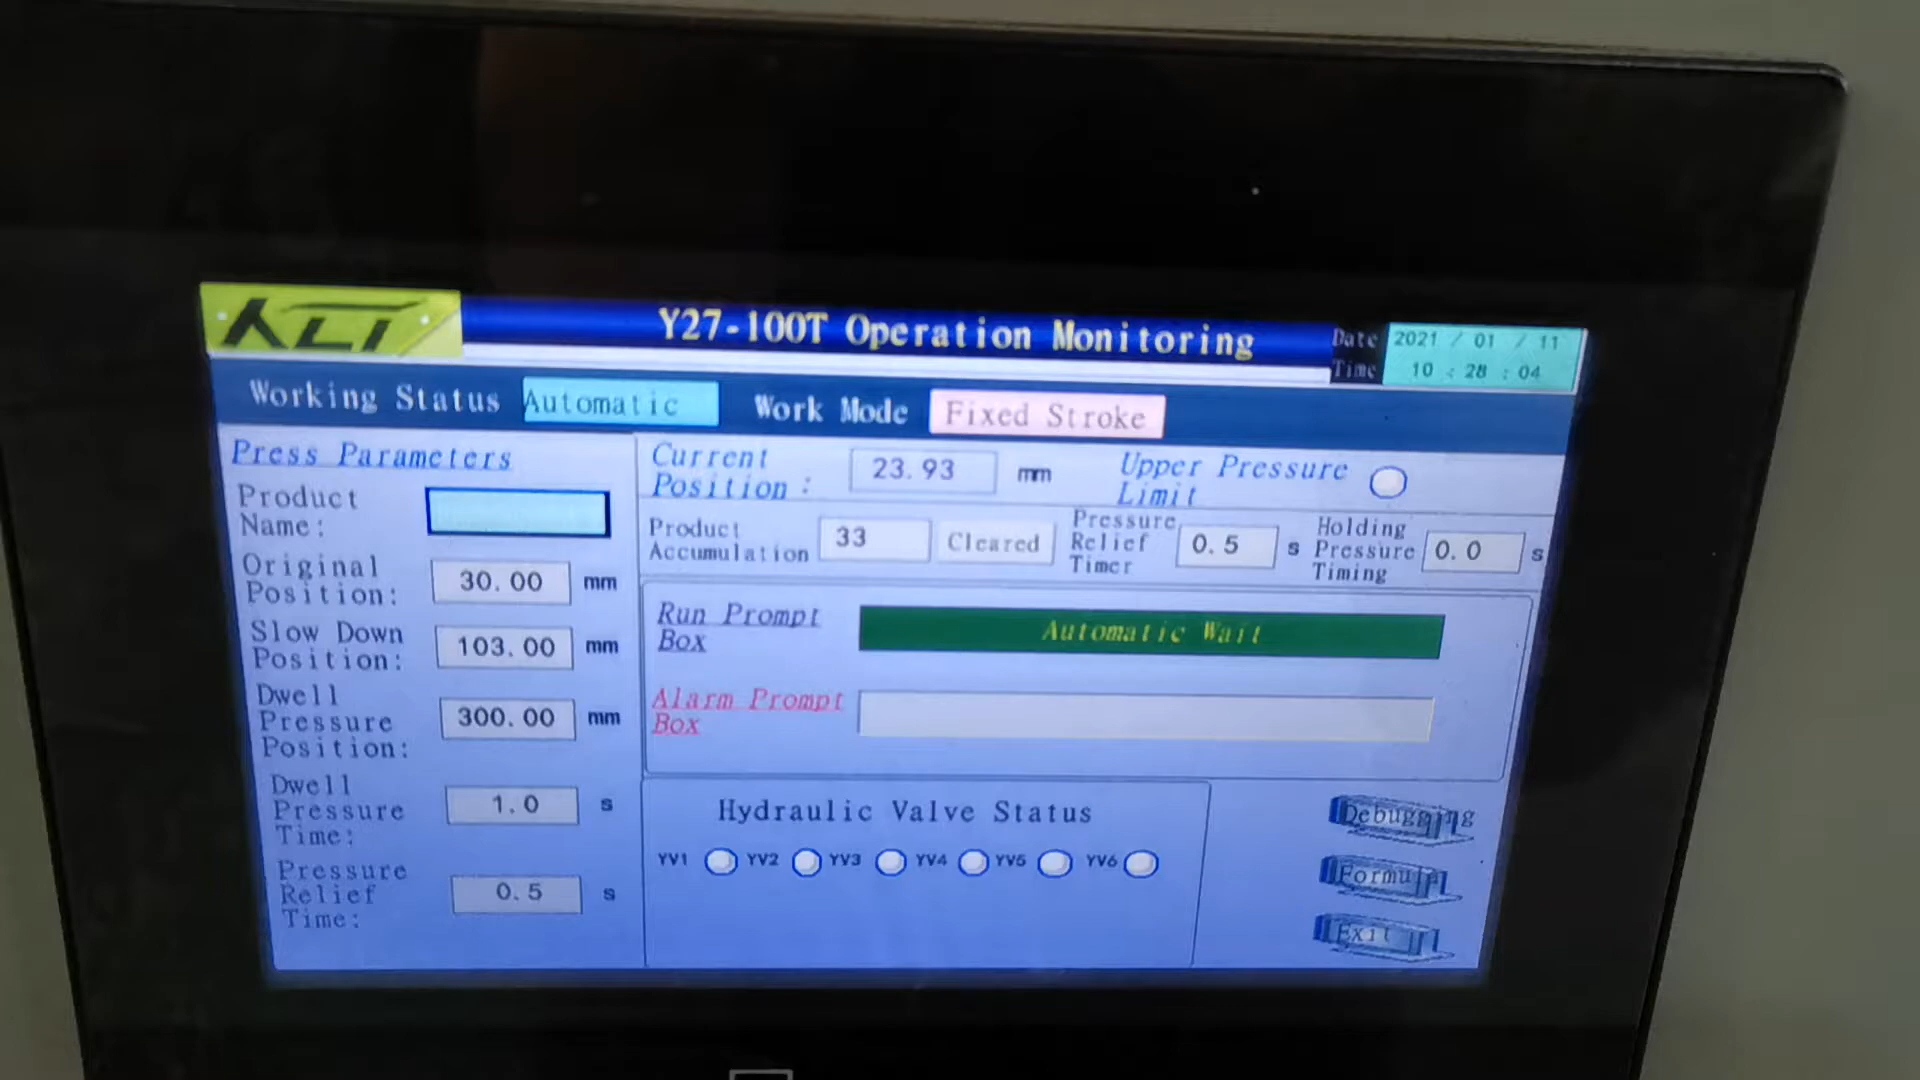 Y27-100T Operation Monitoring
Date 2021 / 01 / 11
Time 10 : 28 : 04
Working Status Automatic Work Mode Fixed Stroke
Press Parameters
Product
Name:
Original
Position: 30.00 mm
Slow Down
Position: 103.00 mm
Dwell
Pressure
Position: 300.00 mm
Dwell
Pressure
Time: 1.0 s
Pressure
Relief
Time: 0.5 s
Current
Position: 23.93 mm
Upper Pressure
Limit
Product
Accumulation 33 Cleared
Pressure
Relief
Timer 0.5 s
Holding
Pressure
Timing 0.0 s
Run Prompt
Box
Automatic Wait
Alarm Prompt
Box
Hydraulic Valve Status
YV1 YV2 YV3 YV4 YV5 YV6
Debugging
Formula
Exit